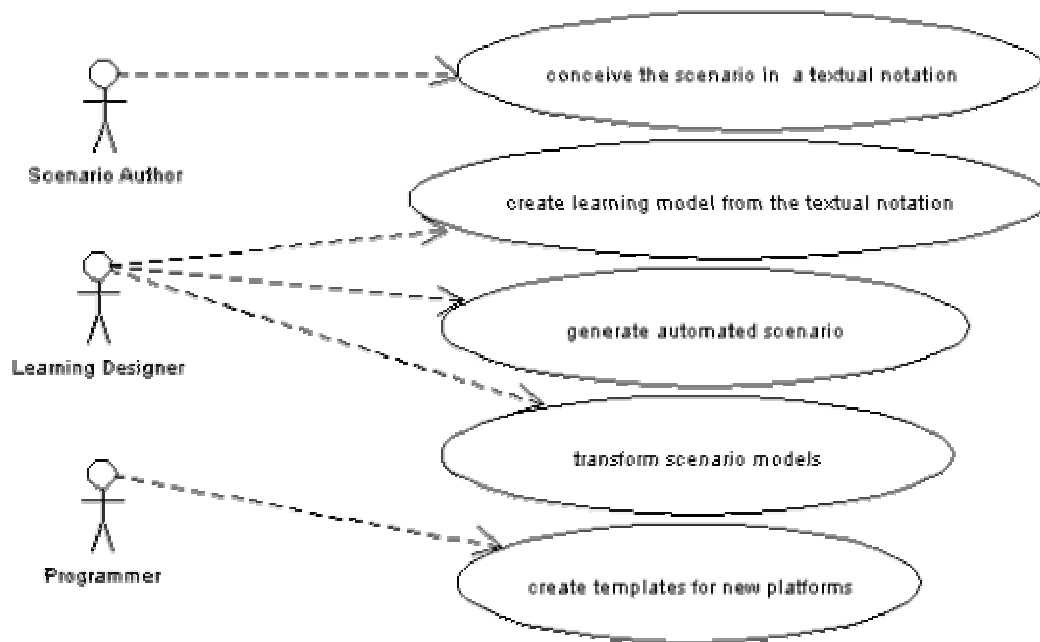 conceive the scenario in a textual notation
Scenario Author
create learning model from the textual notation
Learning Designer
generate automated scenario
transform scenario models
Programmer
create templates for new platforms